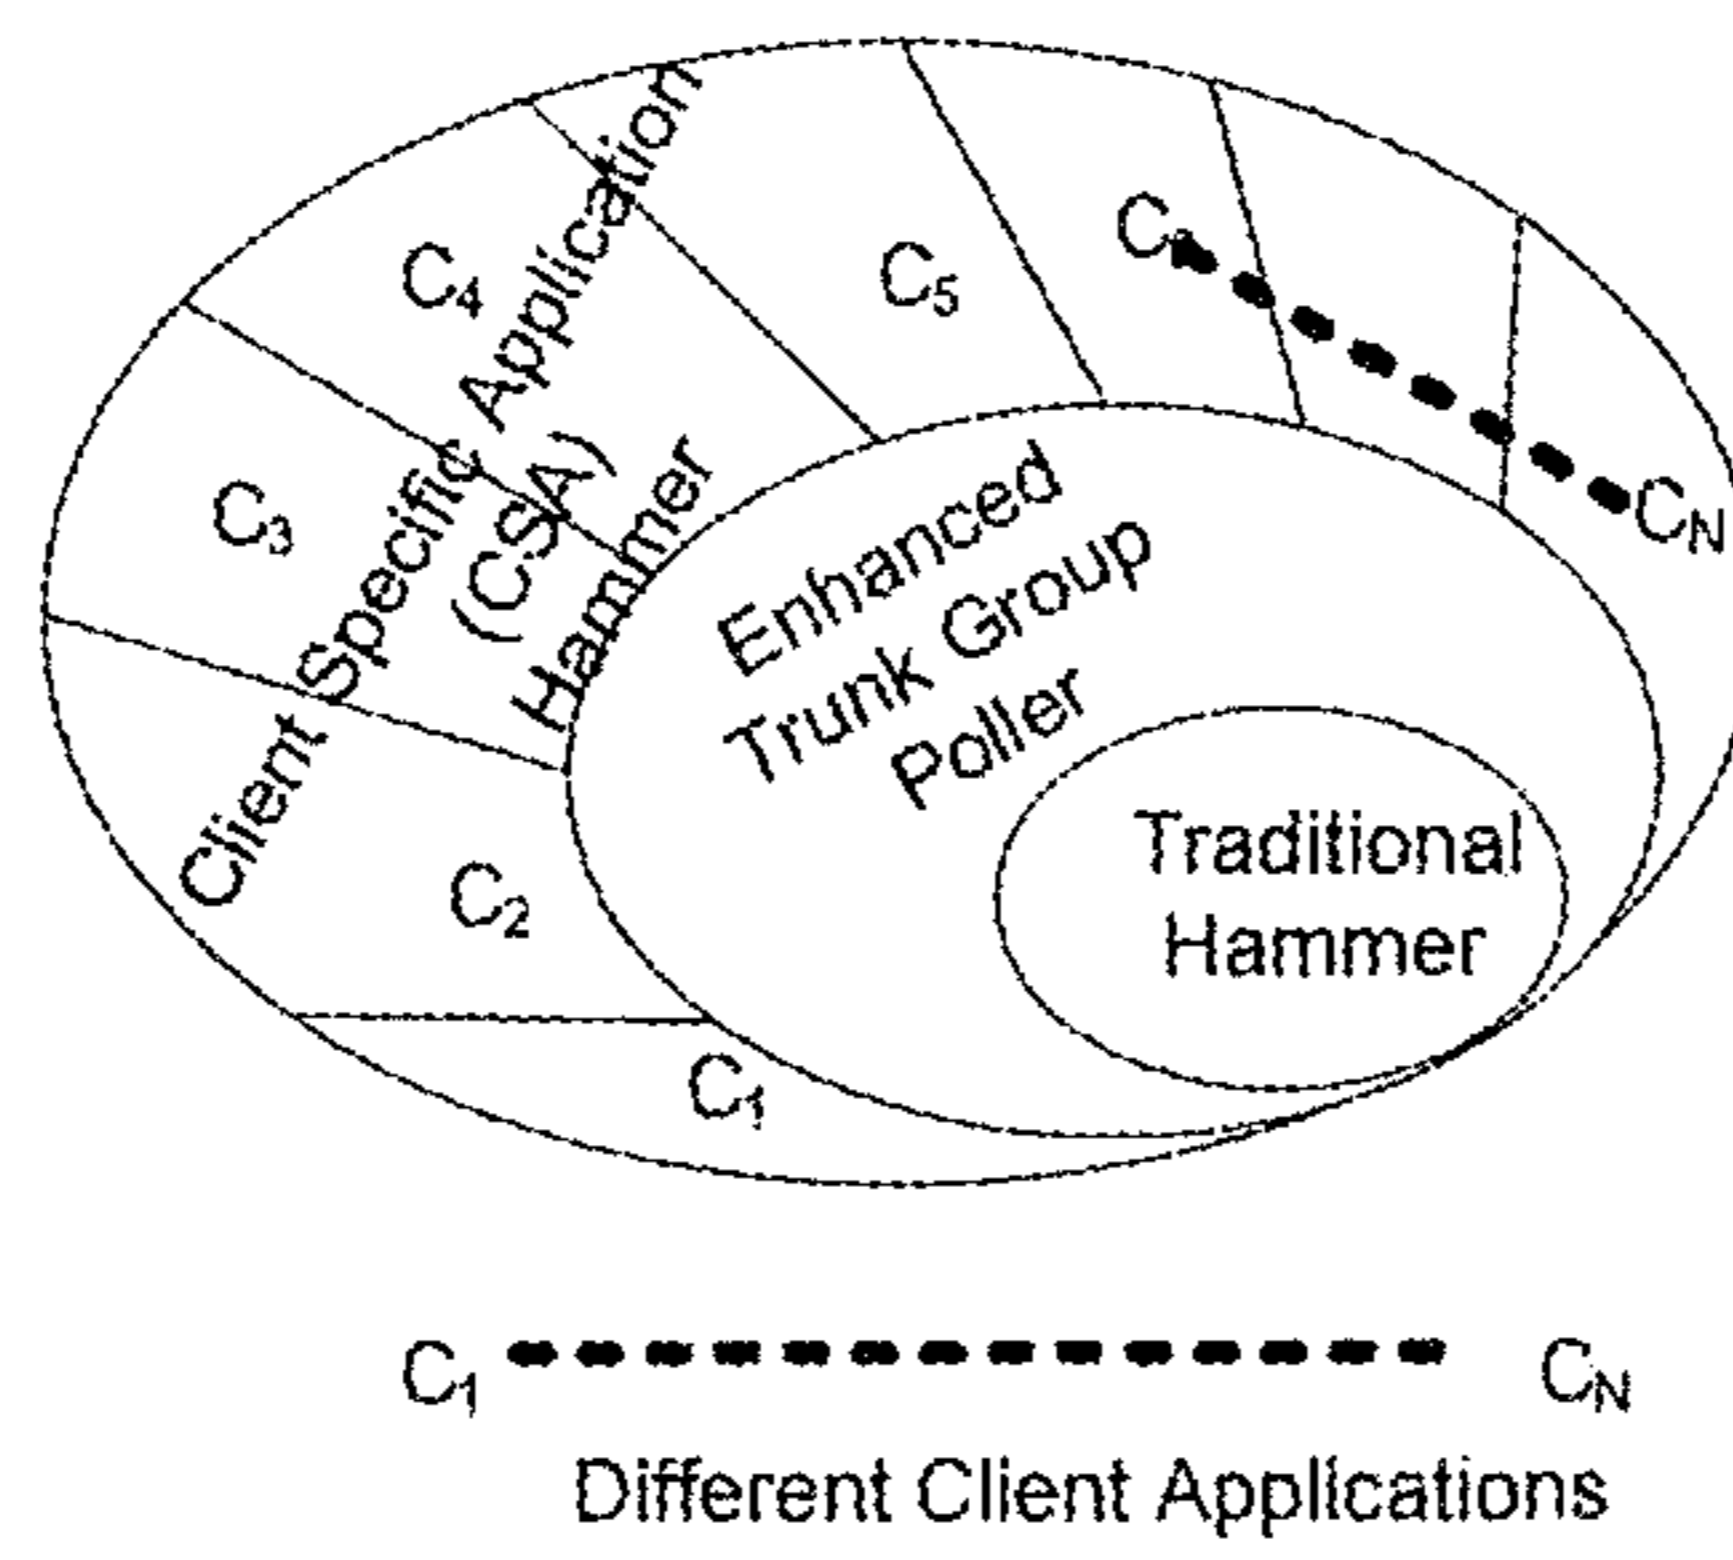 Client Specific Application
(CSA)
Hammer
C4
C5
C3
CN
Enhanced
Trunk Group
Poller
Traditional
Hammer
C2
C1
C1
CN
Different Client Applications